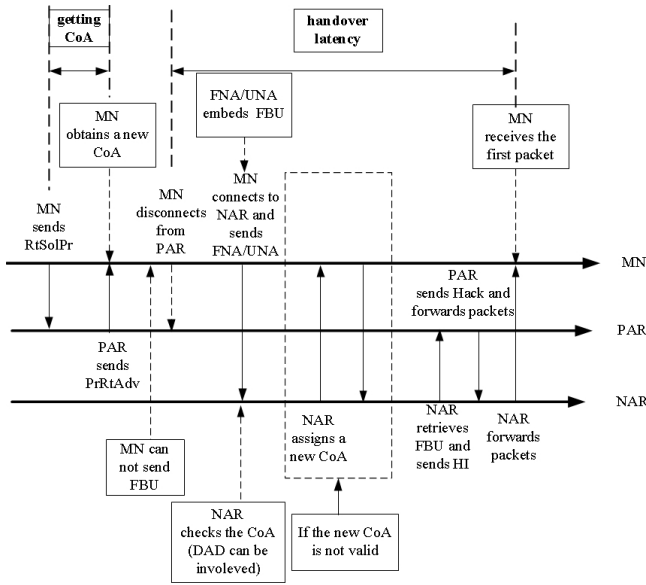 getting
CoA
handover
latency
FNA/UNA
embeds FBU
MN
obtains a new
CoA
MN
receives the
first packet
MN
sends
RtSolPr
MN
disconnects
from
PAR
MN
connects to
NAR and
sends
FNA/UNA
MN
PAR
sends Hack and
forwards packets
PAR
PAR
sends
PrRtAdv
NAR
NAR
assigns a
new CoA
NAR
retrieves
FBU and
sends HI
NAR
forwards
packets
MN can
not send
FBU
NAR
checks the CoA
(DAD can be
involeved)
If the new CoA
is not valid